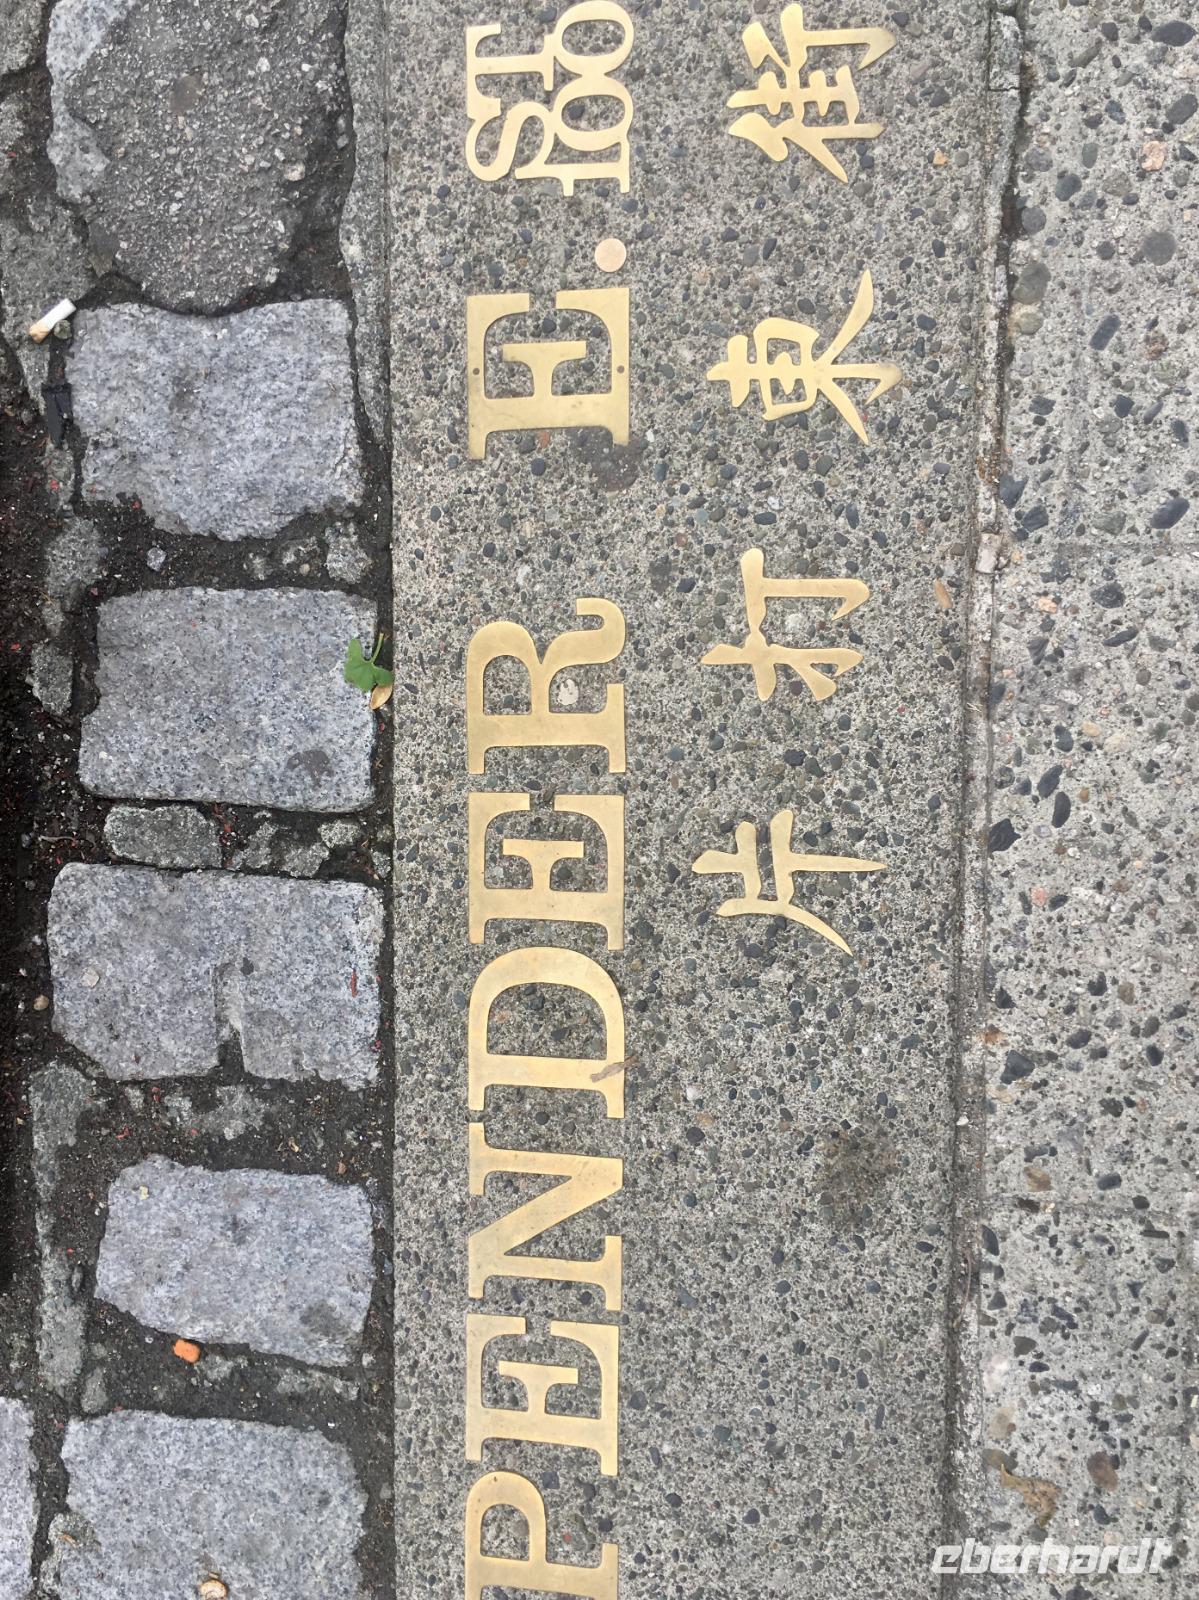 PENDER E. ST
100
片打東街
eberhardt